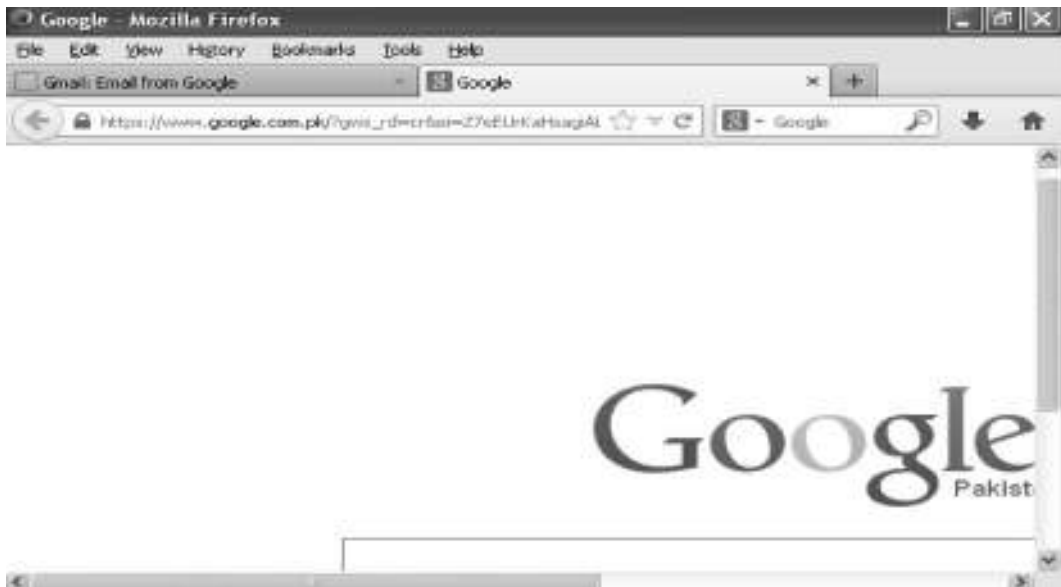 Google - Mozilla Firefox
File Edit View History Bookmarks Tools Help
Gmail: Email from Google Google
https://www.google.com.pk/?gws_rd=cr&ei= Google
Google
Pakist